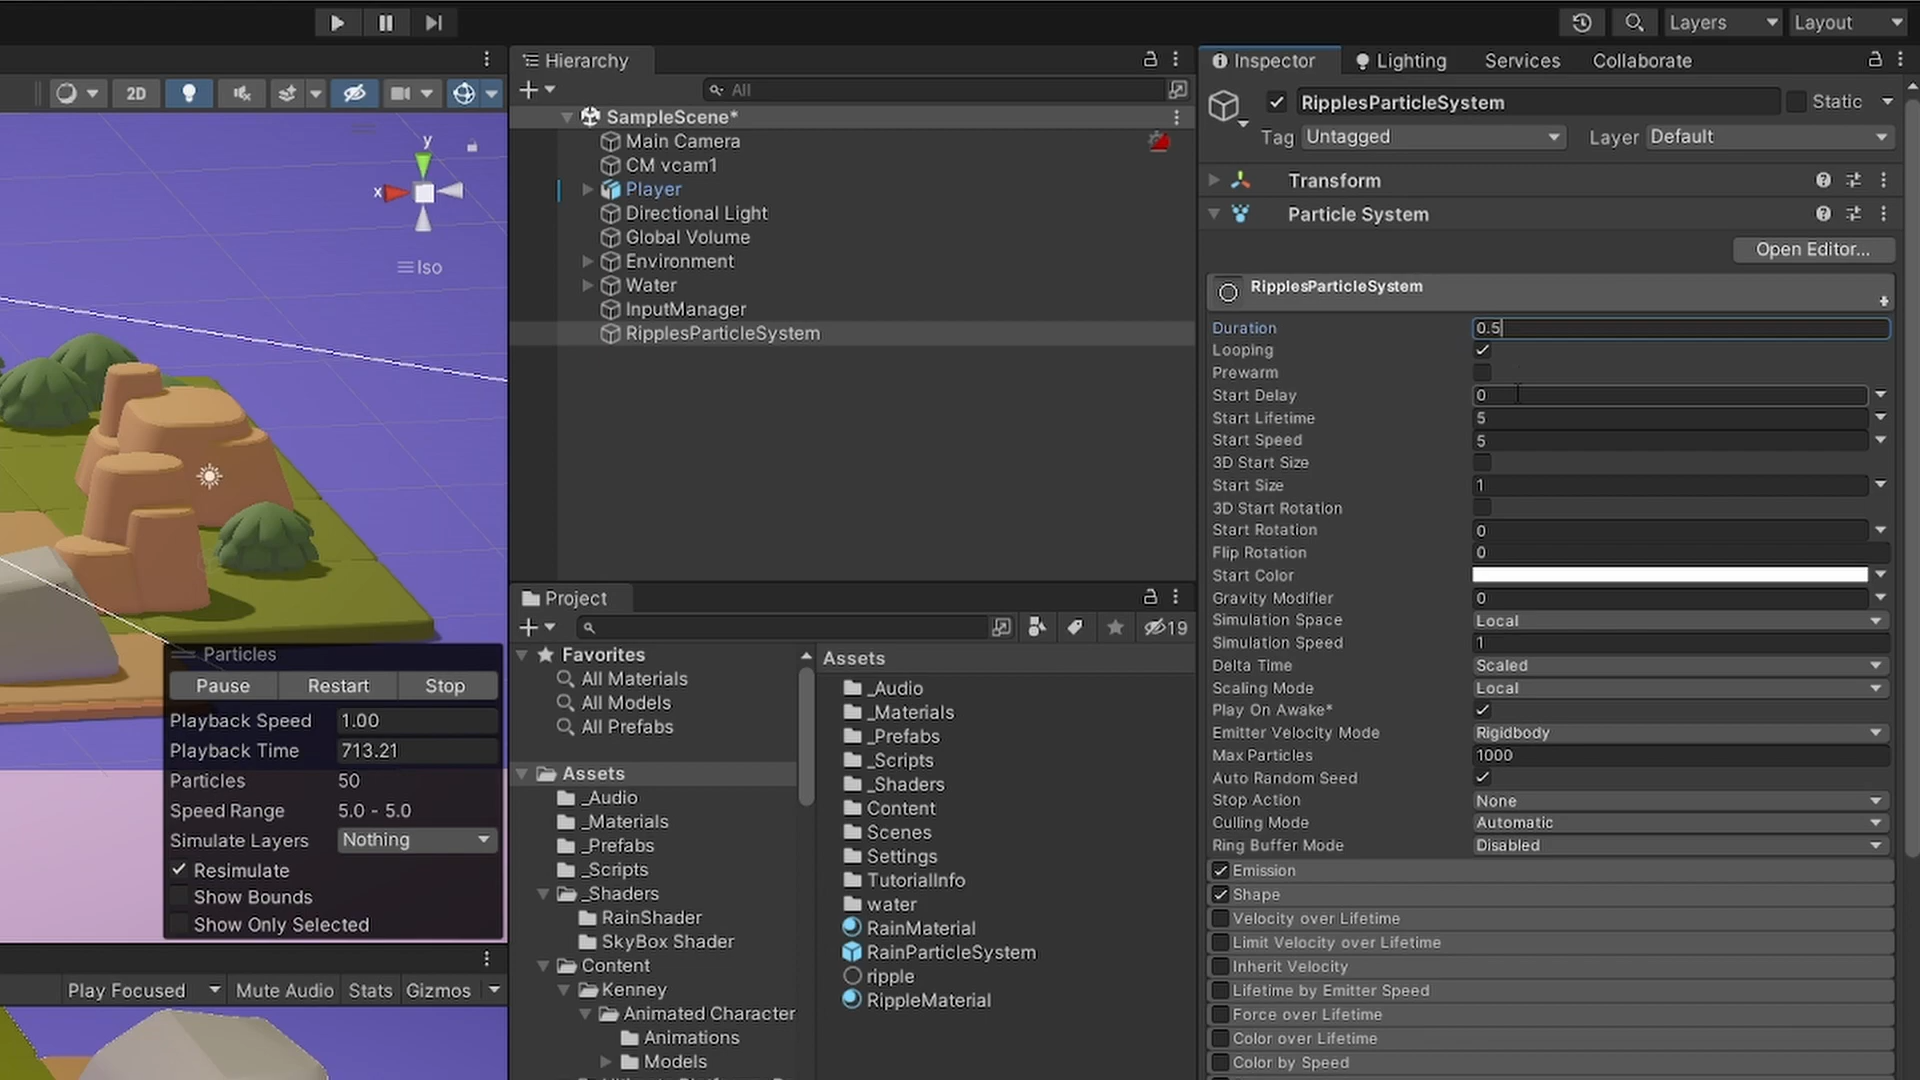 Layers
Layout
2D
y
x
Iso
Particles
Pause
Restart
Stop
Playback Speed 1.00
Playback Time 713.21
Particles 50
Speed Range 5.0 - 5.0
Simulate Layers Nothing
Resimulate
Show Bounds
Show Only Selected
Play Focused
Mute Audio
Stats
Gizmos
Hierarchy
All
SampleScene*
Main Camera
CM vcam1
Player
Directional Light
Global Volume
Environment
Water
InputManager
RipplesParticleSystem
Project
19
Favorites
All Materials
All Models
All Prefabs
Assets
_Audio
_Materials
_Prefabs
_Scripts
_Shaders
RainShader
SkyBox Shader
Content
Kenney
Animated Character
Animations
Models
Assets
_Audio
_Materials
_Prefabs
_Scripts
_Shaders
Content
Scenes
Settings
TutorialInfo
water
RainMaterial
RainParticleSystem
ripple
RippleMaterial
Inspector
Lighting
Services
Collaborate
RipplesParticleSystem
Static
Tag Untagged
Layer Default
Transform
Particle System
Open Editor...
RipplesParticleSystem
Duration 0.5
Looping
Prewarm
Start Delay 0
Start Lifetime 5
Start Speed 5
3D Start Size
Start Size 1
3D Start Rotation
Start Rotation 0
Flip Rotation 0
Start Color
Gravity Modifier 0
Simulation Space Local
Simulation Speed 1
Delta Time Scaled
Scaling Mode Local
Play On Awake*
Emitter Velocity Mode Rigidbody
Max Particles 1000
Auto Random Seed
Stop Action None
Culling Mode Automatic
Ring Buffer Mode Disabled
Emission
Shape
Velocity over Lifetime
Limit Velocity over Lifetime
Inherit Velocity
Lifetime by Emitter Speed
Force over Lifetime
Color over Lifetime
Color by Speed